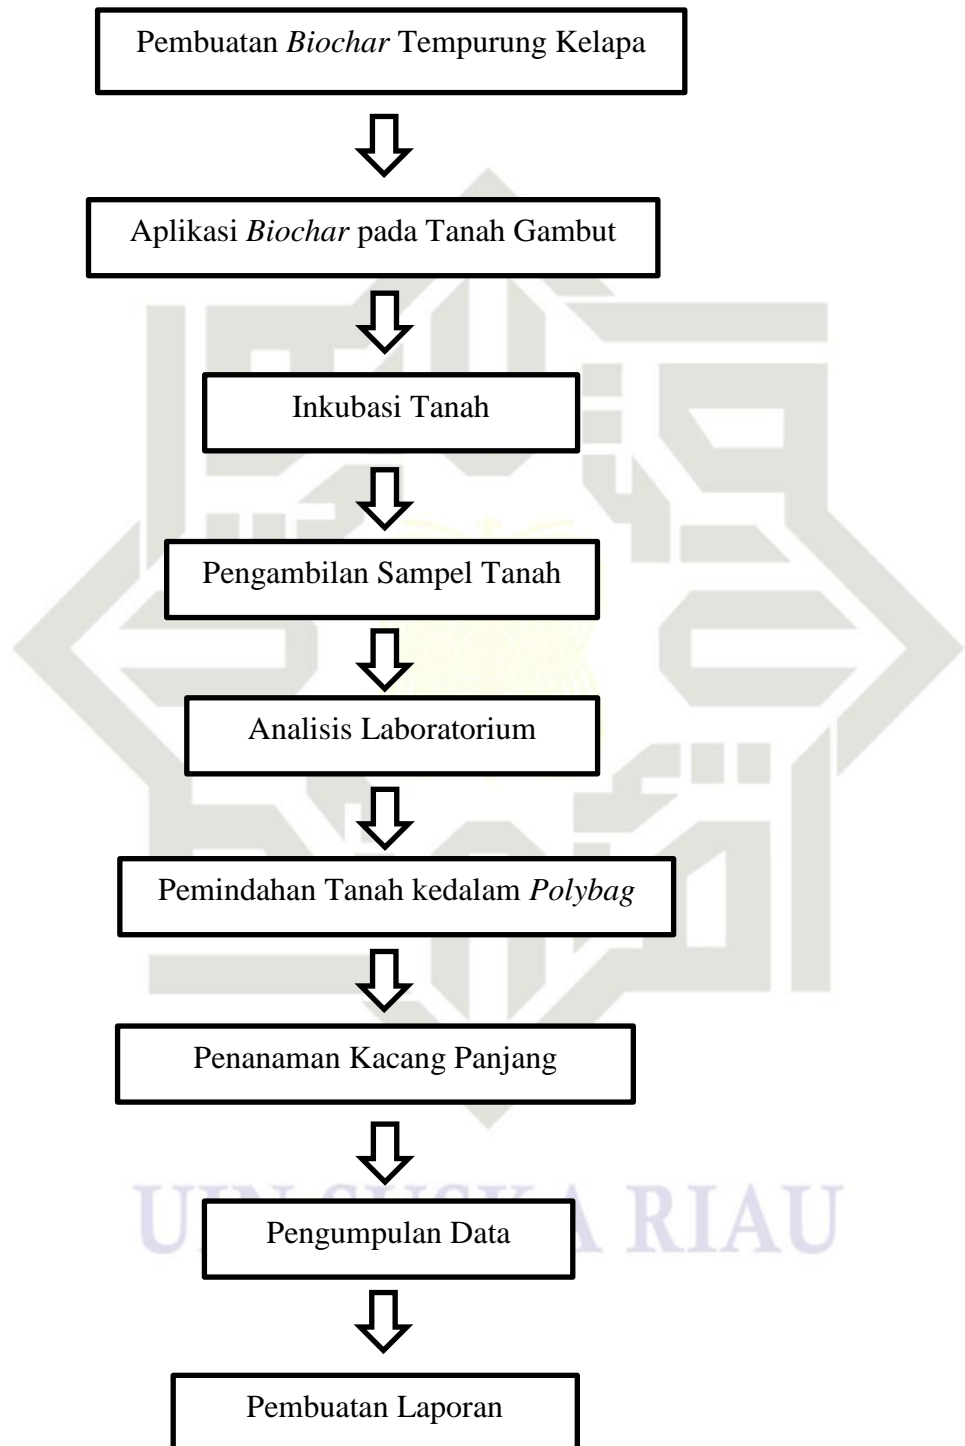 Pembuatan Biochar Tempurung Kelapa
Aplikasi Biochar pada Tanah Gambut
Inkubasi Tanah
Pengambilan Sampel Tanah
Analisis Laboratorium
Pemindahan Tanah kedalam Polybag
Penanaman Kacang Panjang
UIN SUSKA RIAU
Pengumpulan Data
Pembuatan Laporan